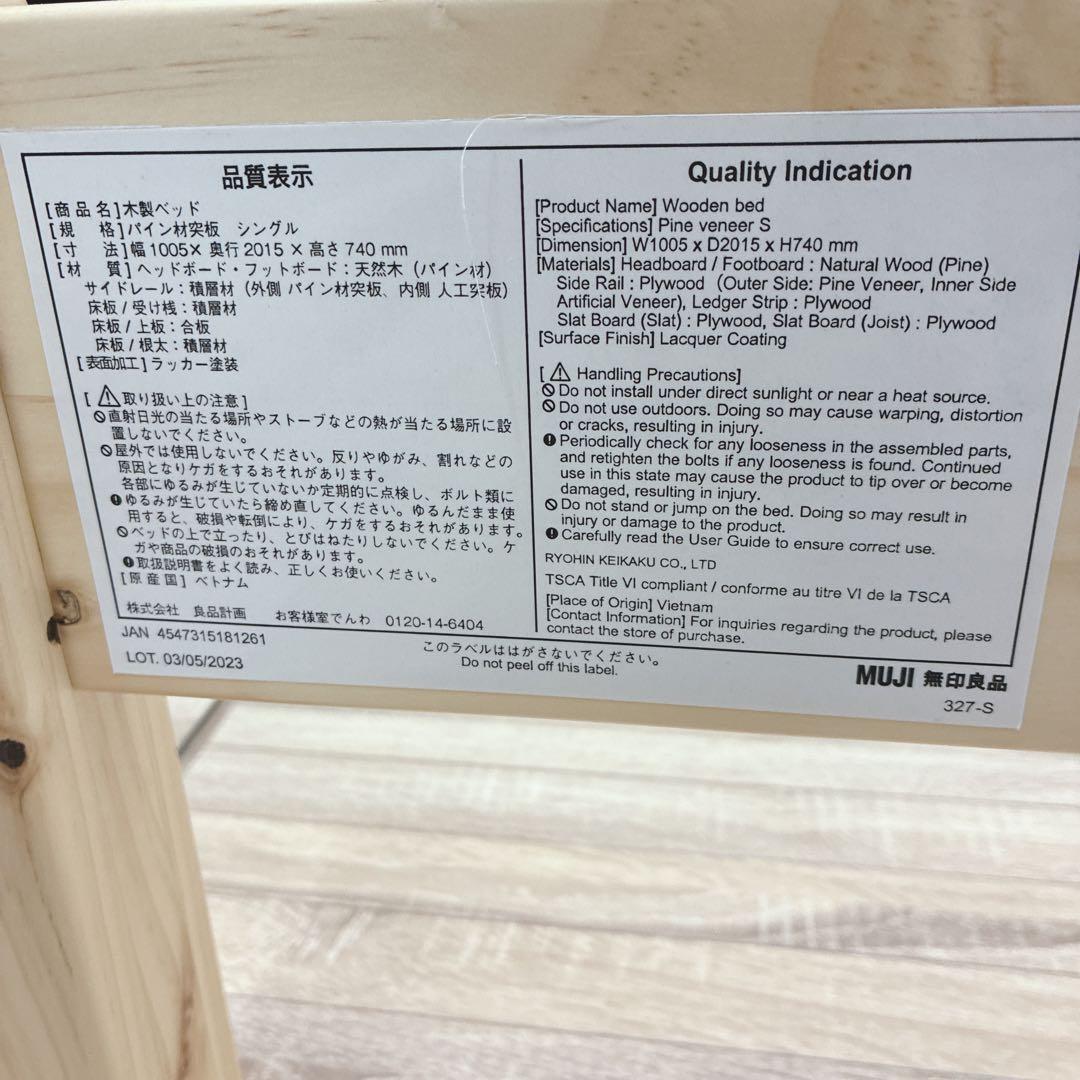 品質表示
[商 品 名]木製ベッド
[規　　格]パイン材突板　シングル
[寸　　法]幅1005× 奥行 2015 × 高さ 740 mm
[材　　質]ヘッドボード・フットボード：天然木（パイン材）
サイドレール：積層材（外側 パイン材突板、内側 人工突板）
床板 / 受け桟：積層材
床板 / 上板：合板
床板 / 根太：積層材
[表面加工]ラッカー塗装
[⚠取り扱い上の注意]
🚫直射日光の当たる場所やストーブなどの熱が当たる場所に設
置しないでください。
🚫屋外では使用しないでください。反りやゆがみ、割れなどの
原因となりケガをするおそれがあります。
各部にゆるみが生じていないか定期的に点検し、ボルト類に
❗ゆるみが生じていたら締め直してください。ゆるんだまま使
用すると、破損や転倒により、ケガをするおそれがあります。
🚫ベッドの上で立ったり、とびはねたりしないでください。ケ
ガや商品の破損のおそれがあります。
❗取扱説明書をよく読み、正しくお使いください。
[原 産 国] ベトナム
株式会社　良品計画　お客様室でんわ　0120-14-6404
JAN 4547315181261
LOT. 03/05/2023
Quality Indication
[Product Name] Wooden bed
[Specifications] Pine veneer S
[Dimension] W1005 x D2015 x H740 mm
[Materials] Headboard / Footboard : Natural Wood (Pine)
Side Rail : Plywood (Outer Side: Pine Veneer, Inner Side
Artificial Veneer), Ledger Strip : Plywood
Slat Board (Slat) : Plywood, Slat Board (Joist) : Plywood
[Surface Finish] Lacquer Coating
[ ⚠ Handling Precautions]
🚫Do not install under direct sunlight or near a heat source.
🚫Do not use outdoors. Doing so may cause warping, distortion
or cracks, resulting in injury.
❗Periodically check for any looseness in the assembled parts,
and retighten the bolts if any looseness is found. Continued
use in this state may cause the product to tip over or become
damaged, resulting in injury.
🚫Do not stand or jump on the bed. Doing so may result in
injury or damage to the product.
❗Carefully read the User Guide to ensure correct use.
RYOHIN KEIKAKU CO., LTD
TSCA Title VI compliant / conforme au titre VI de la TSCA
[Place of Origin] Vietnam
[Contact Information] For inquiries regarding the product, please
contact the store of purchase.
このラベルははがさないでください。
Do not peel off this label.
MUJI 無印良品
327-S